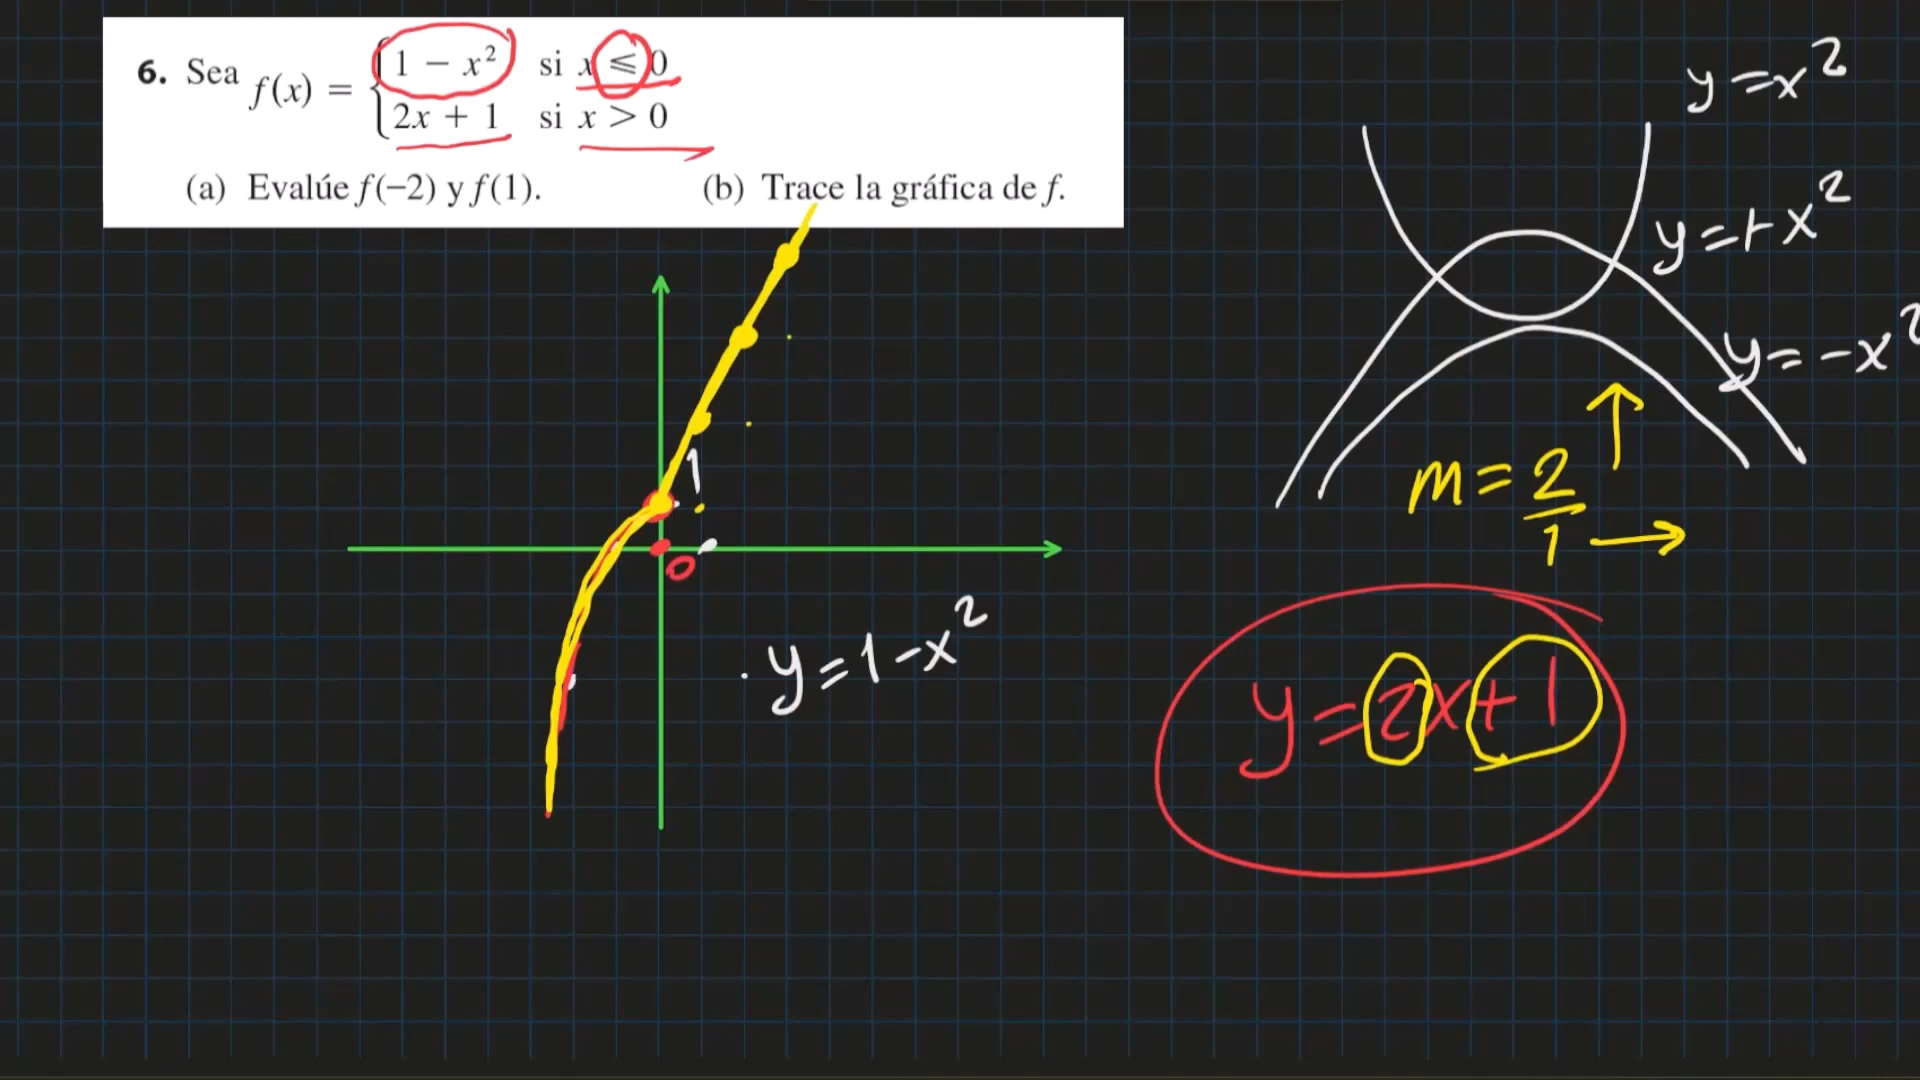 6. Sea f(x) = { 1 − x² si x ≤ 0
2x + 1 si x > 0
(a) Evalúe f(−2) y f(1). (b) Trace la gráfica de f.
y = x²
y = 1-x²
y = -x²
1
m = 2/1
0
y = 1 - x²
y = 2x + 1